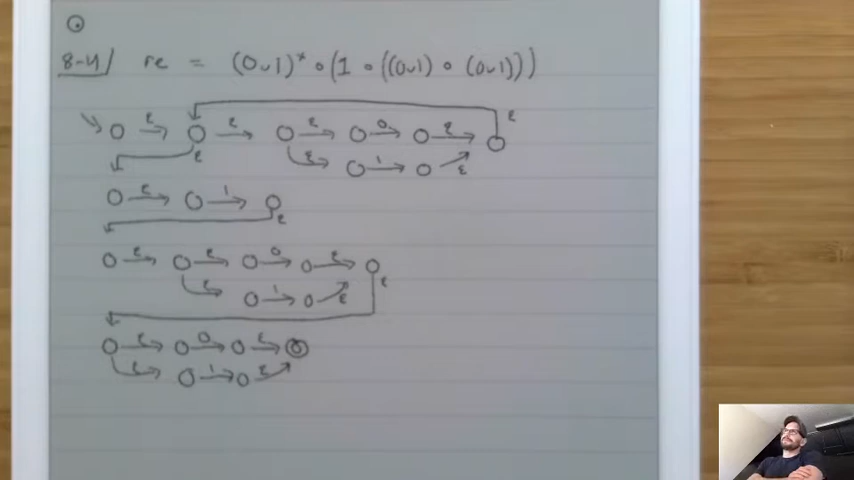 8-4/ re = (0∪1)* ∘ (1 ∘ ((0∪1) ∘ (0∪1)))
ε ε ε 0 ε ε
ε ε 1 ε
ε 1 ε
ε ε 0 ε ε
ε 1 ε
ε 0 ε
ε 1 ε